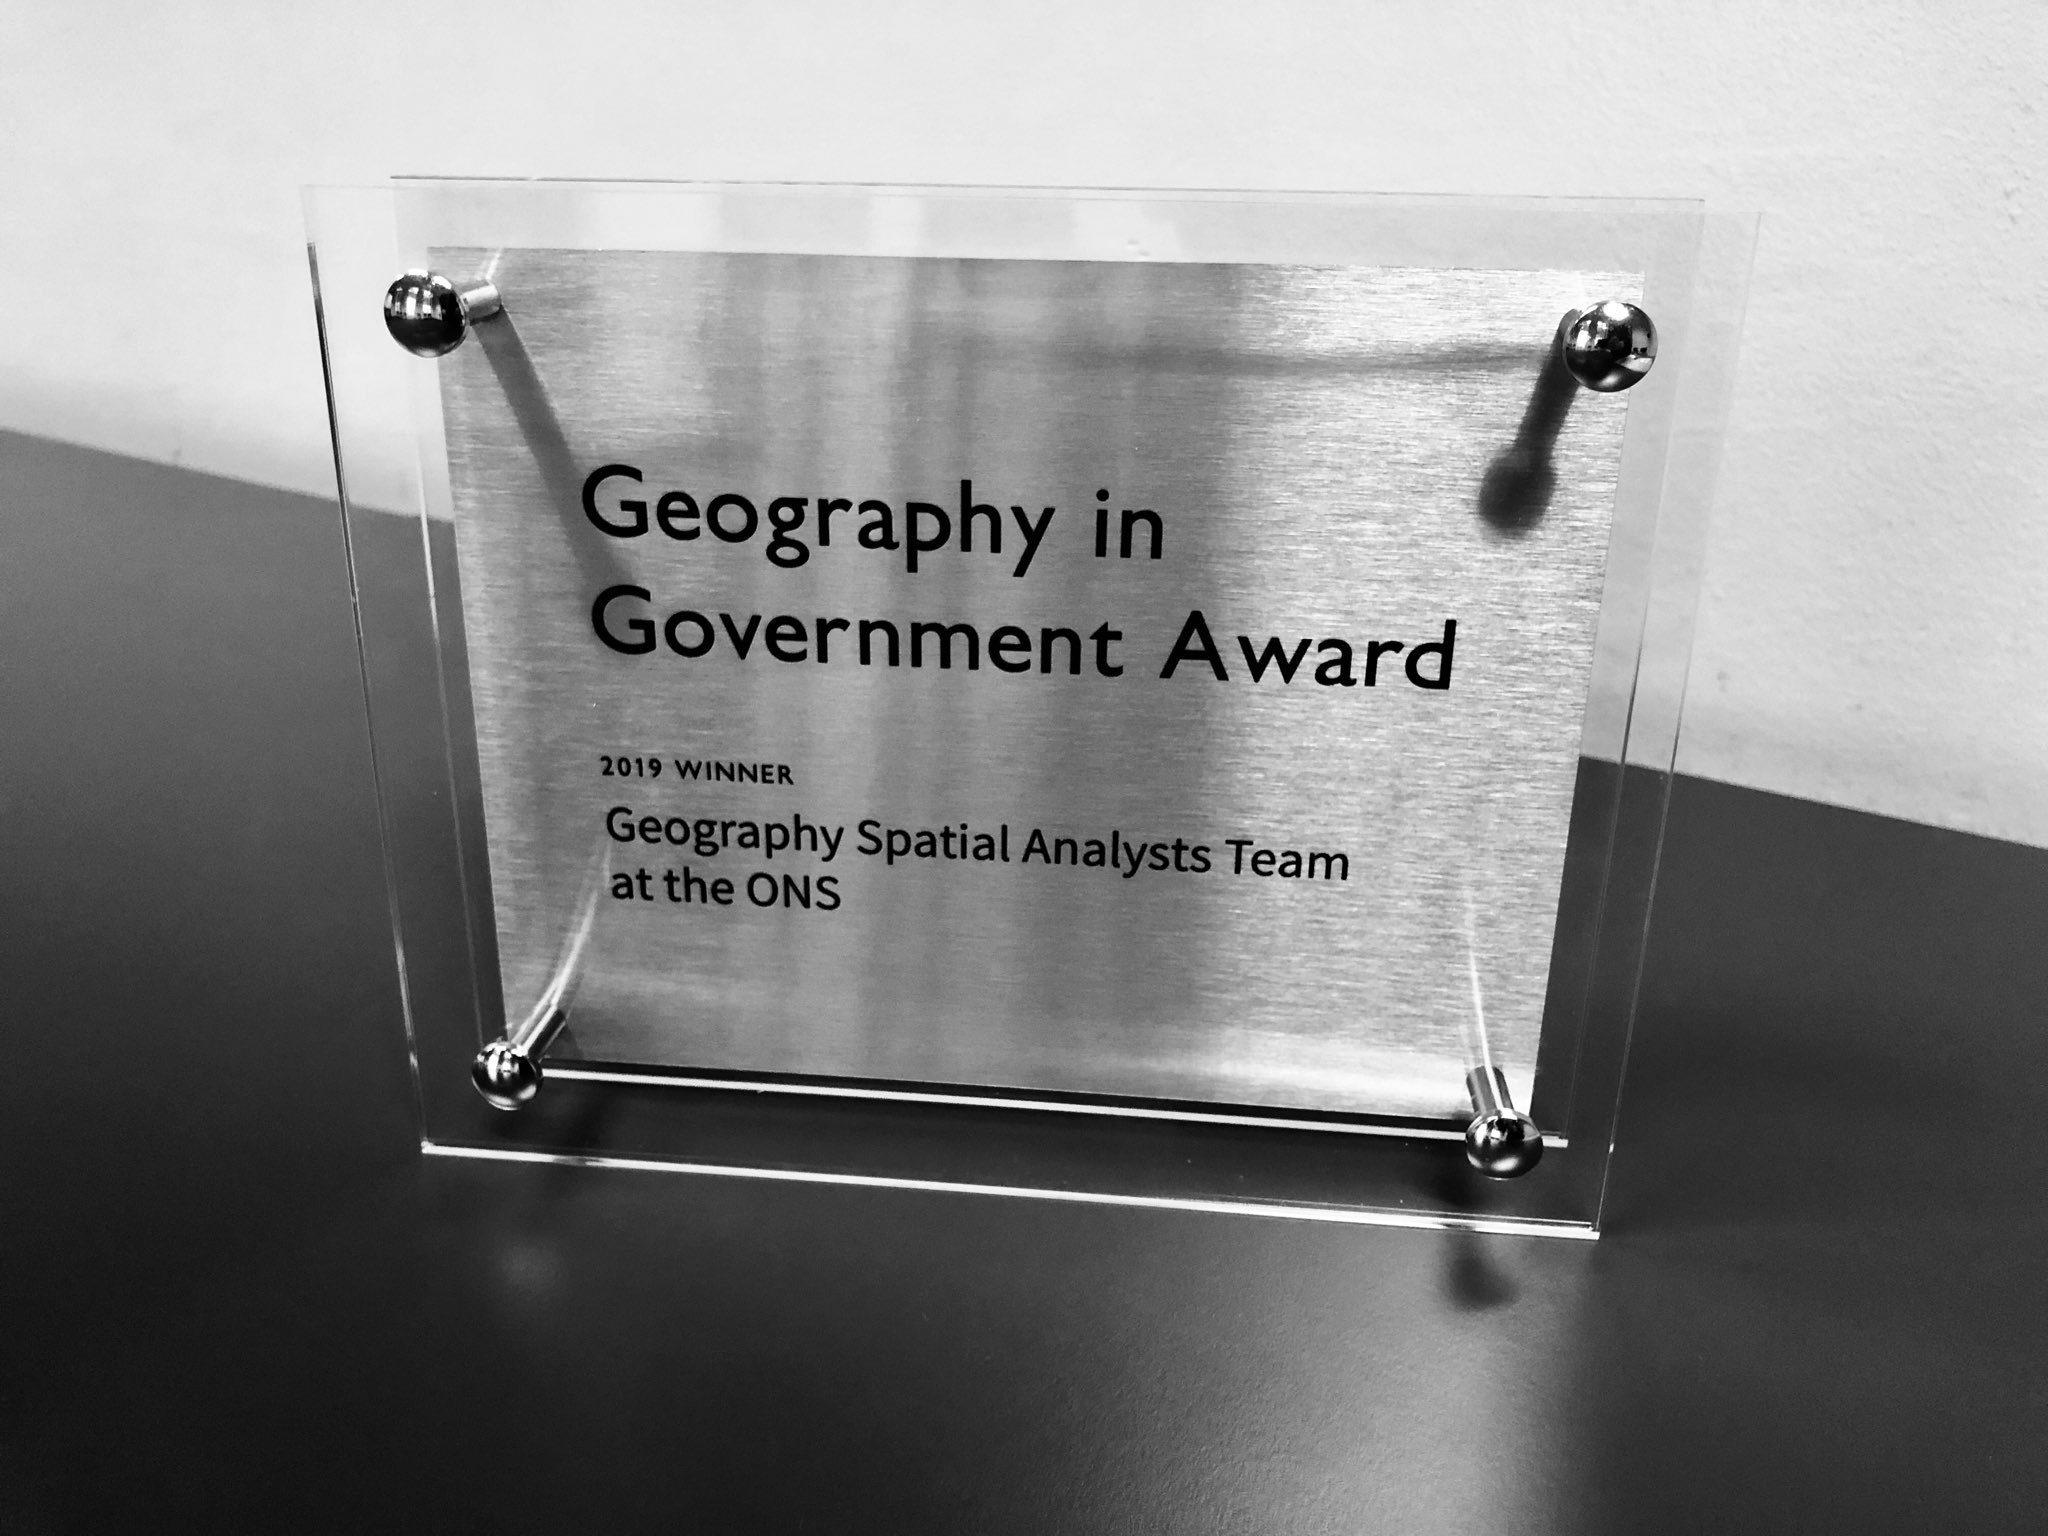 Geography in
Government Award
2019 WINNER
Geography Spatial Analysts Team
at the ONS